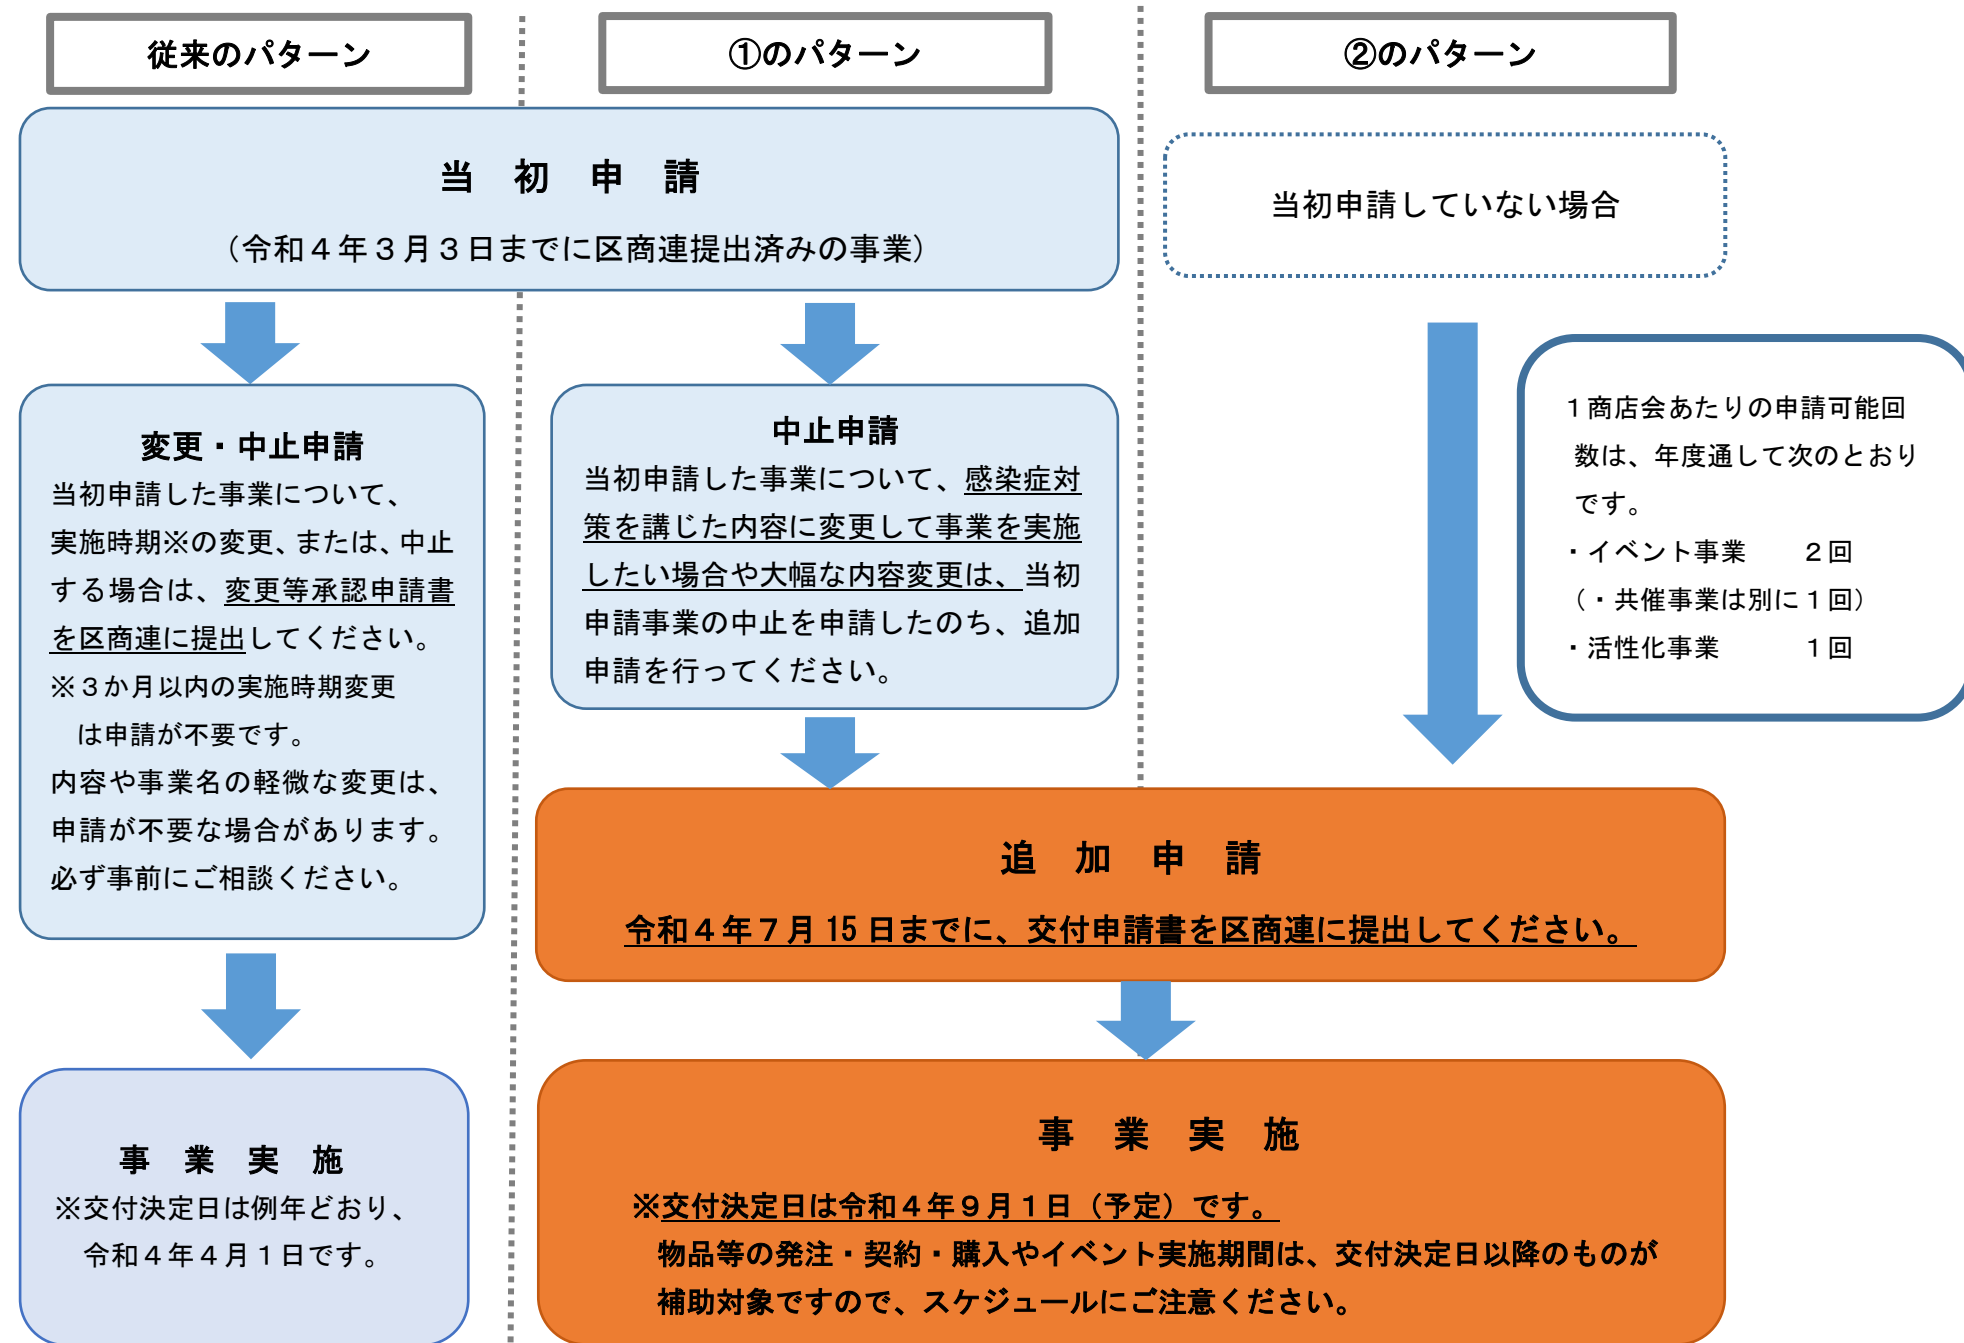 従来のパターン
①のパターン
②のパターン
当　初　申　請
（令和４年３月３日までに区商連提出済みの事業）
当初申請していない場合
変更・中止申請
当初申請した事業について、
実施時期※の変更、または、中止
する場合は、変更等承認申請書
を区商連に提出してください。
※３か月以内の実施時期変更
は申請が不要です。
内容や事業名の軽微な変更は、
申請が不要な場合があります。
必ず事前にご相談ください。
中止申請
当初申請した事業について、感染症対
策を講じた内容に変更して事業を実施
したい場合や大幅な内容変更は、当初
申請事業の中止を申請したのち、追加
申請を行ってください。
１商店会あたりの申請可能回
数は、年度通して次のとおり
です。
・イベント事業　　２回
（・共催事業は別に１回）
・活性化事業　　　１回
追　加　申　請
令和４年７月15日までに、交付申請書を区商連に提出してください。
事　業　実　施
※交付決定日は例年どおり、
令和４年４月１日です。
事　業　実　施
※交付決定日は令和４年９月１日（予定）です。
物品等の発注・契約・購入やイベント実施期間は、交付決定日以降のものが
補助対象ですので、スケジュールにご注意ください。